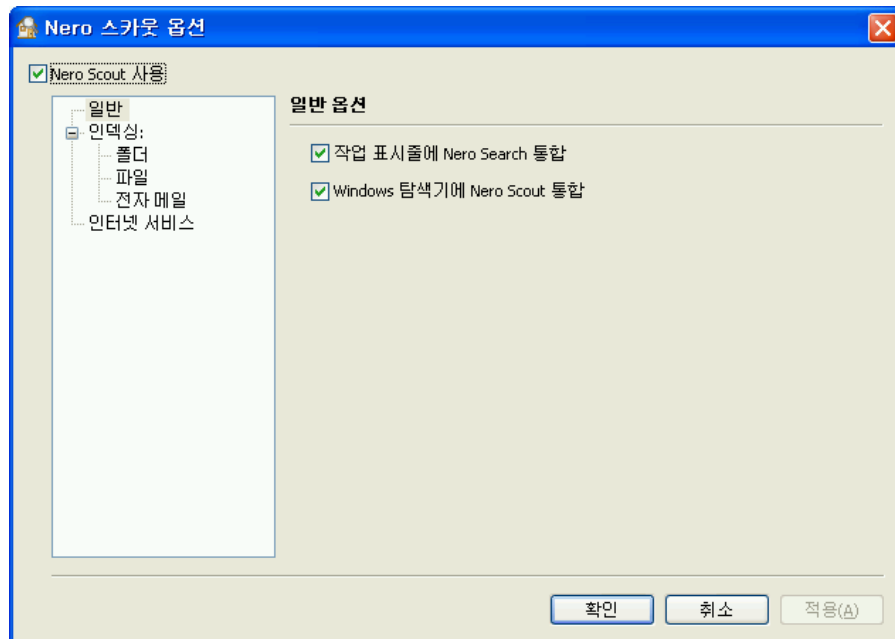 Nero 스카웃 옵션
Nero Scout 사용
일반
인덱싱:
폴더
파일
전자 메일
인터넷 서비스
일반 옵션
작업 표시줄에 Nero Search 통합
Windows 탐색기에 Nero Scout 통합
확인
취소
적용(A)